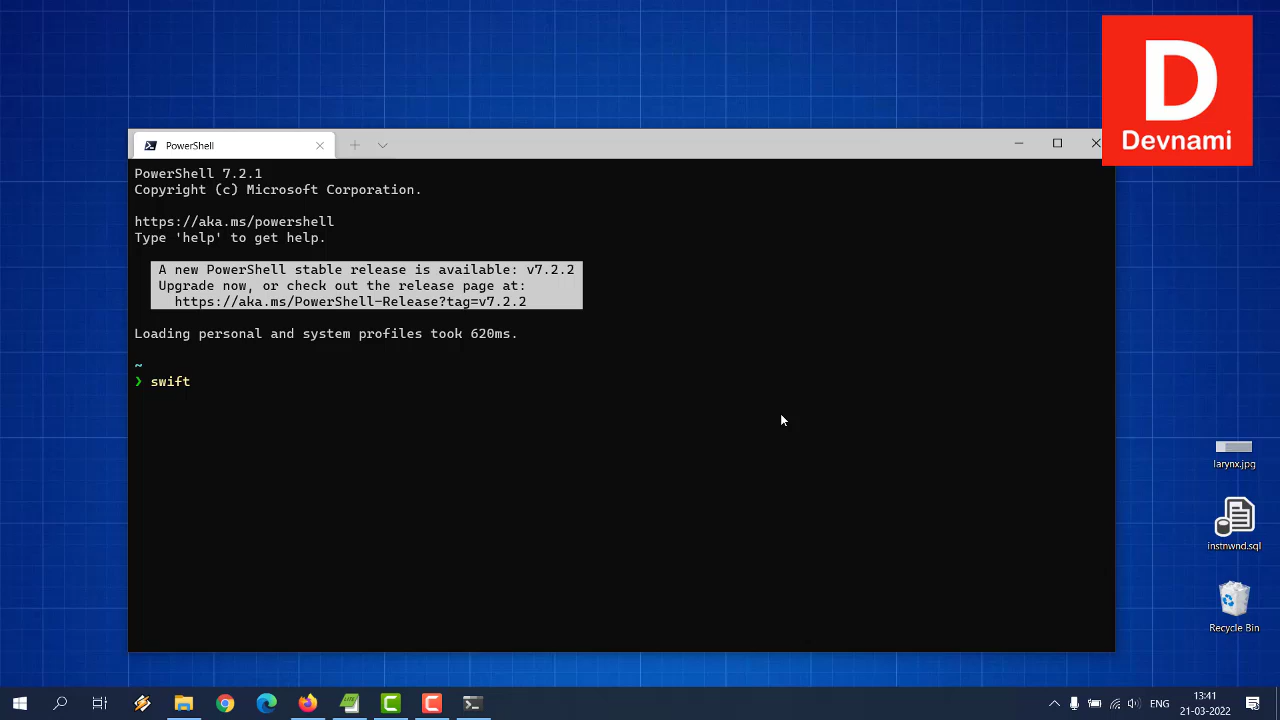 D
Devnami
PowerShell
PowerShell 7.2.1
Copyright (c) Microsoft Corporation.
https://aka.ms/powershell
Type 'help' to get help.
A new PowerShell stable release is available: v7.2.2
Upgrade now, or check out the release page at:
https://aka.ms/PowerShell-Release?tag=v7.2.2
Loading personal and system profiles took 620ms.
~
❯ swift
larynx.jpg
instnwnd.sql
Recycle Bin
ENG
13:41
21-03-2022